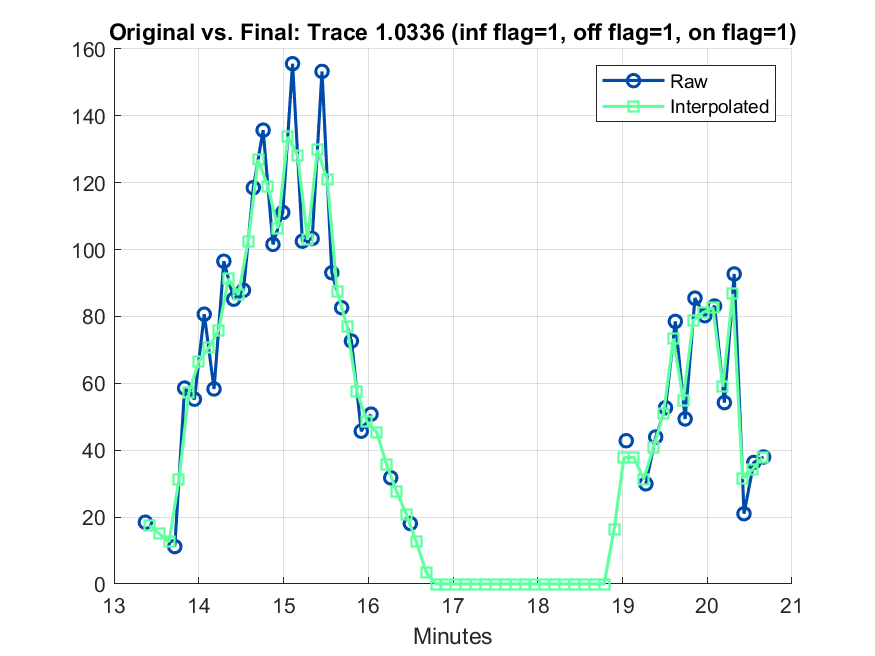 Original vs. Final: Trace 1.0336 (inf flag=1, off flag=1, on flag=1)
160
140
120
100
80
60
40
20
0
Raw
Interpolated
13 14 15 16 17 18 19 20 21
Minutes